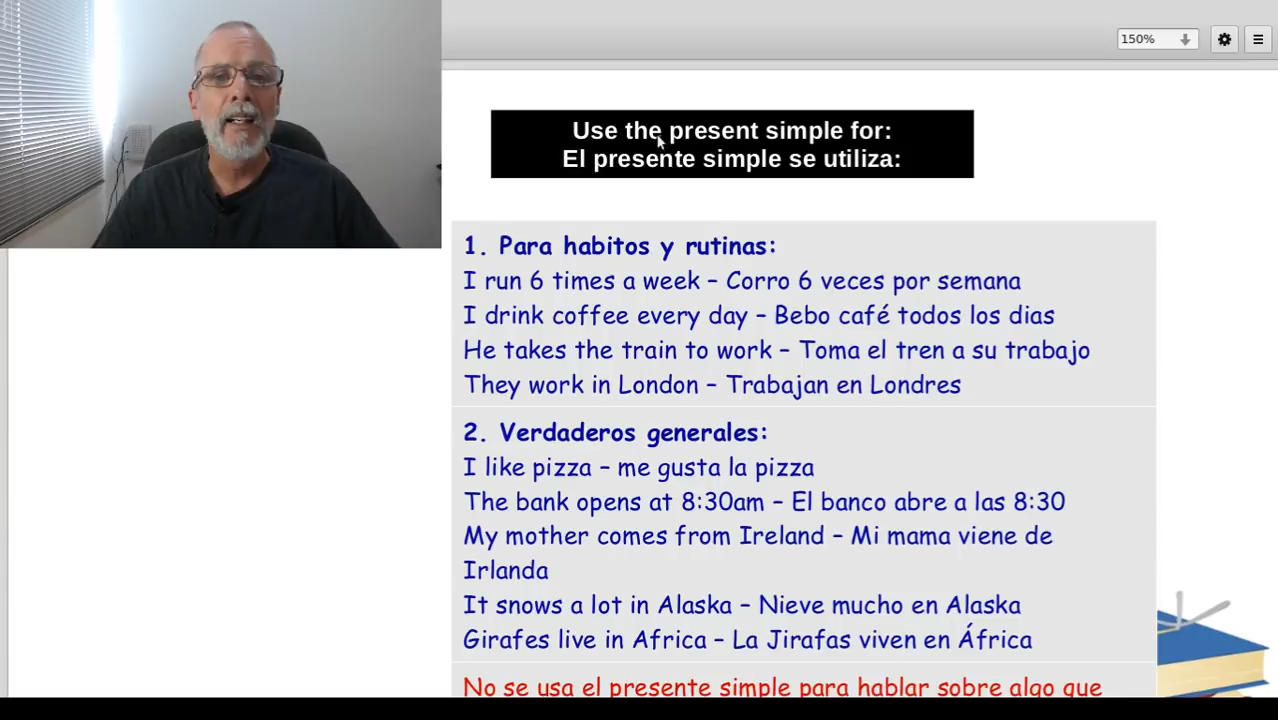 150%
Use the present simple for:
El presente simple se utiliza:
1. Para habitos y rutinas:
I run 6 times a week – Corro 6 veces por semana
I drink coffee every day – Bebo café todos los dias
He takes the train to work – Toma el tren a su trabajo
They work in London – Trabajan en Londres
2. Verdaderos generales:
I like pizza – me gusta la pizza
The bank opens at 8:30am – El banco abre a las 8:30
My mother comes from Ireland – Mi mama viene de
Irlanda
It snows a lot in Alaska – Nieve mucho en Alaska
Girafes live in Africa – La Jirafas viven en África
No se usa el presente simple para hablar sobre algo que